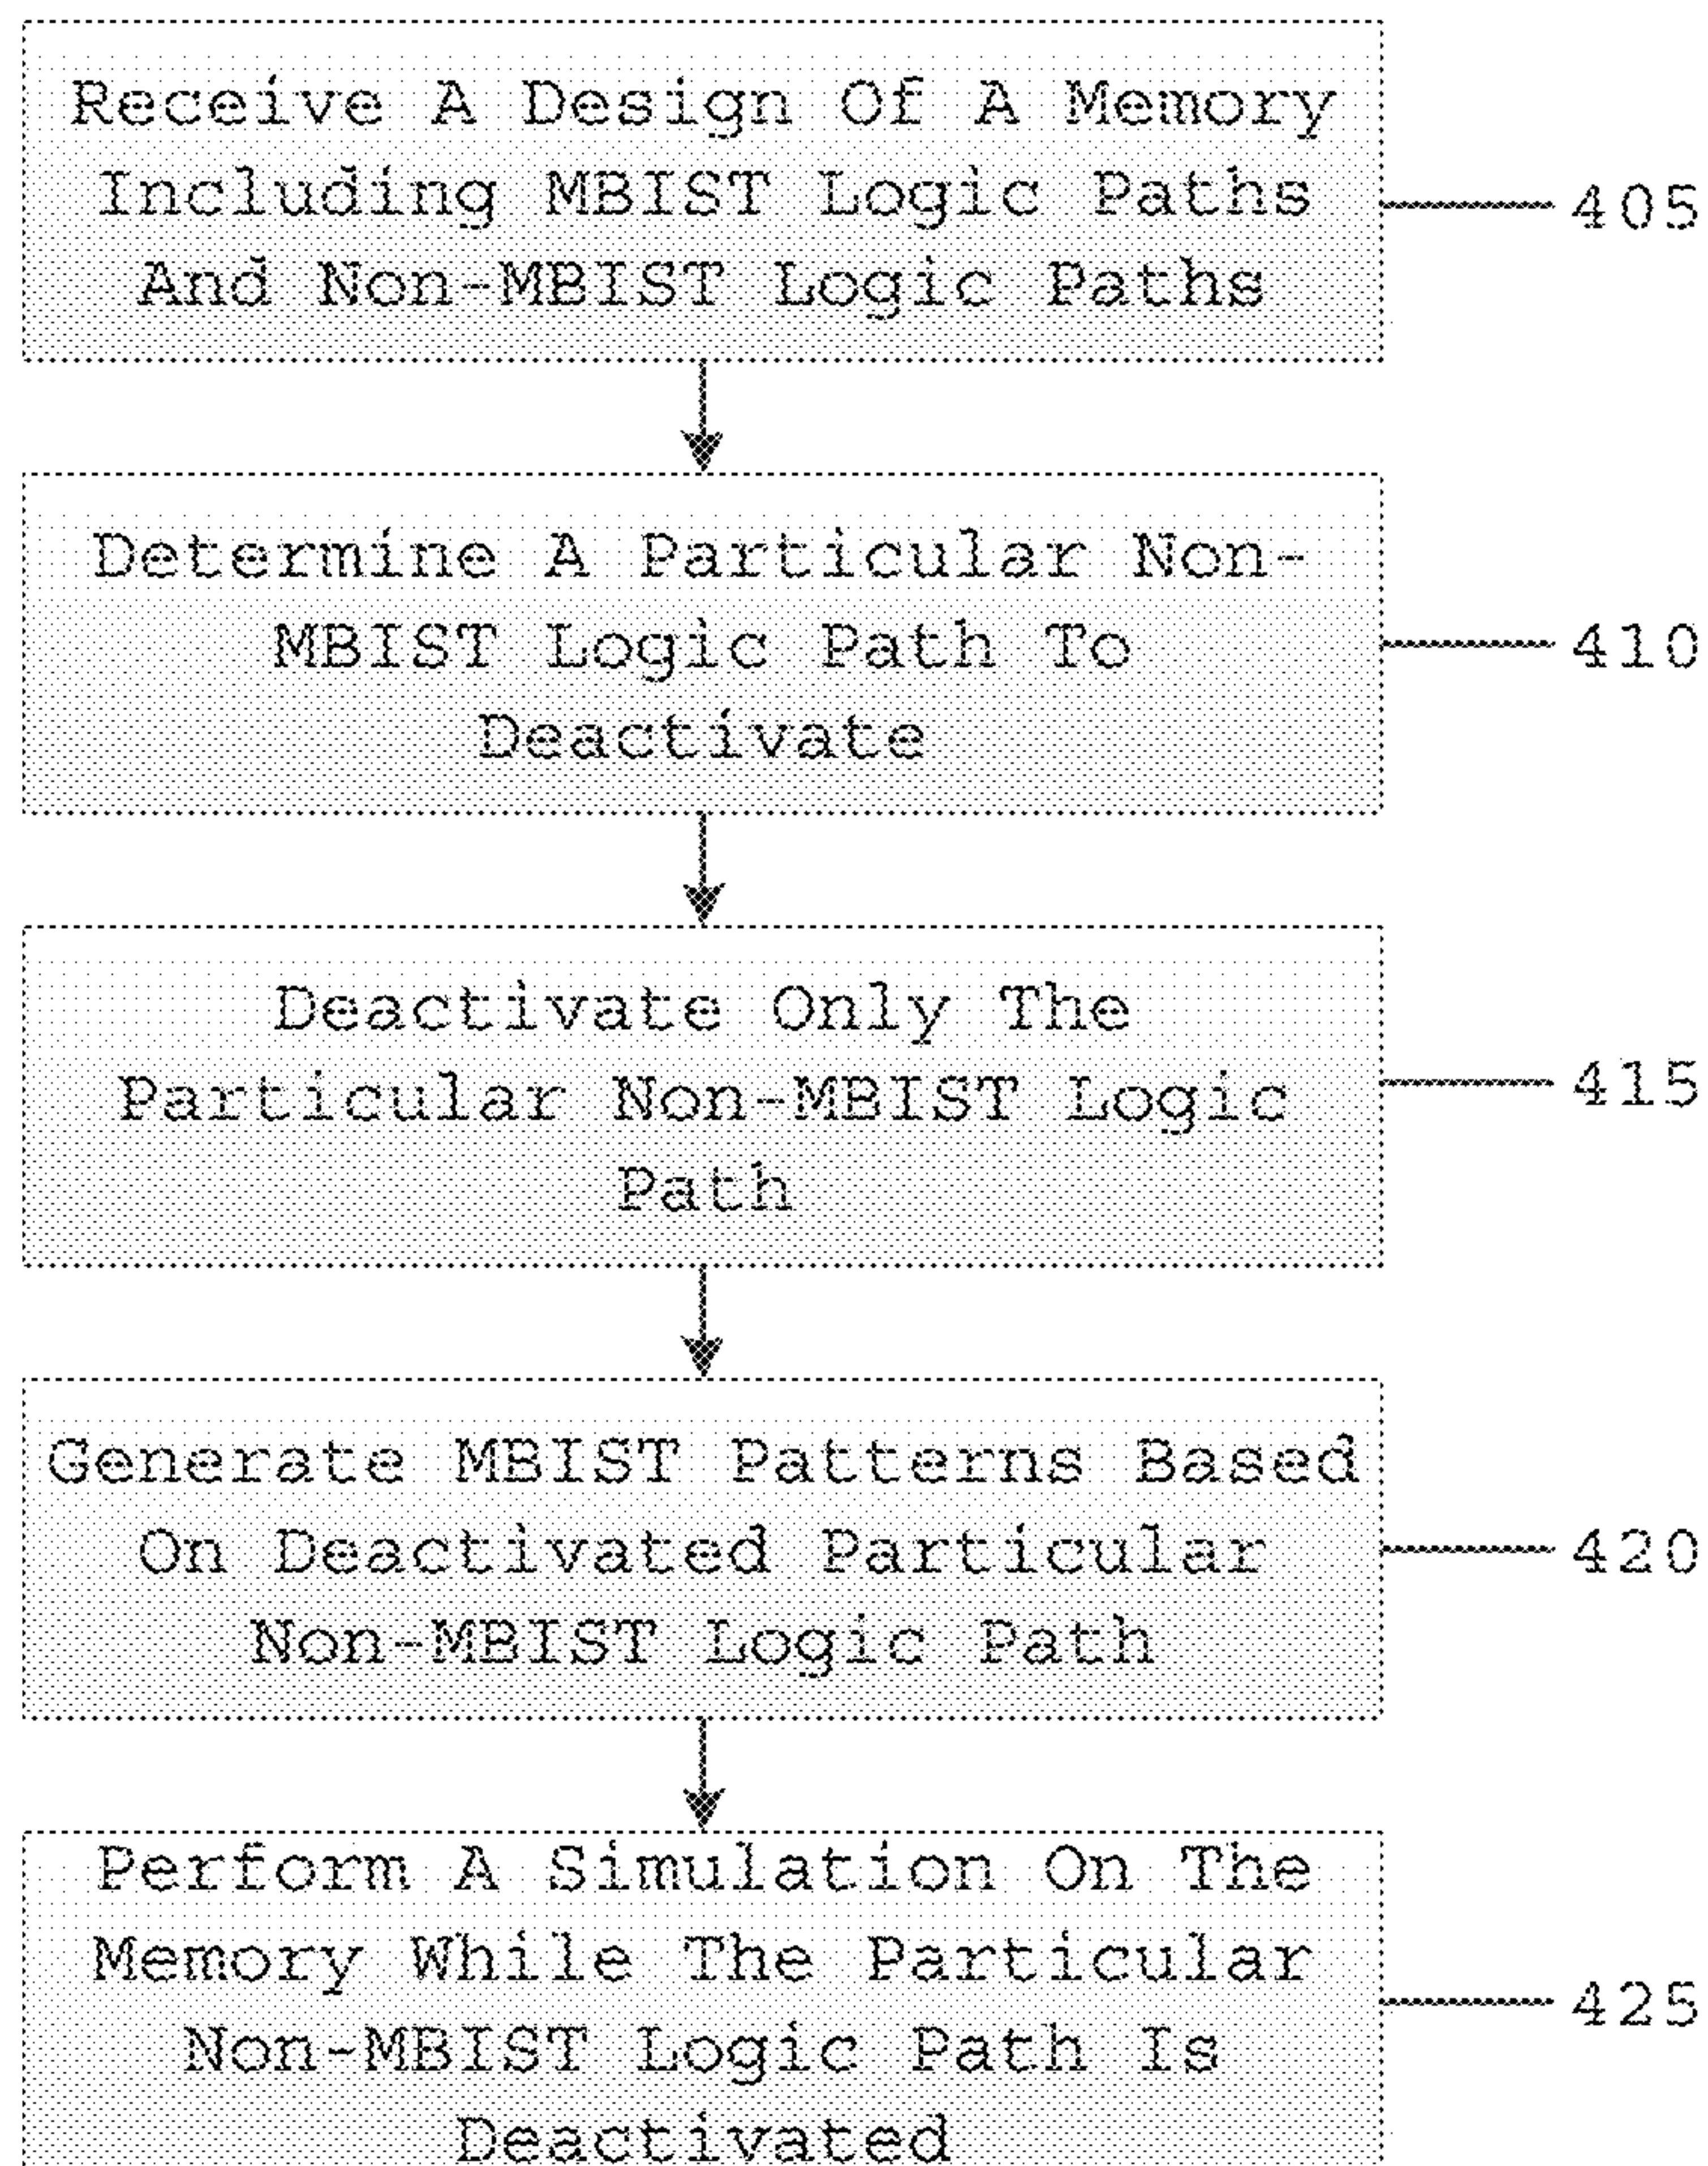 Receive A Design Of A Memory
Including MBIST Logic Paths
And Non-MBIST Logic Paths
405
Determine A Particular Non-
MBIST Logic Path To
Deactivate
410
Deactivate Only The
Particular Non-MBIST Logic
Path
415
Generate MBIST Patterns Based
On Deactivated Particular
Non-MBIST Logic Path
420
Perform A Simulation On The
Memory While The Particular
Non-MBIST Logic Path Is
Deactivated
425